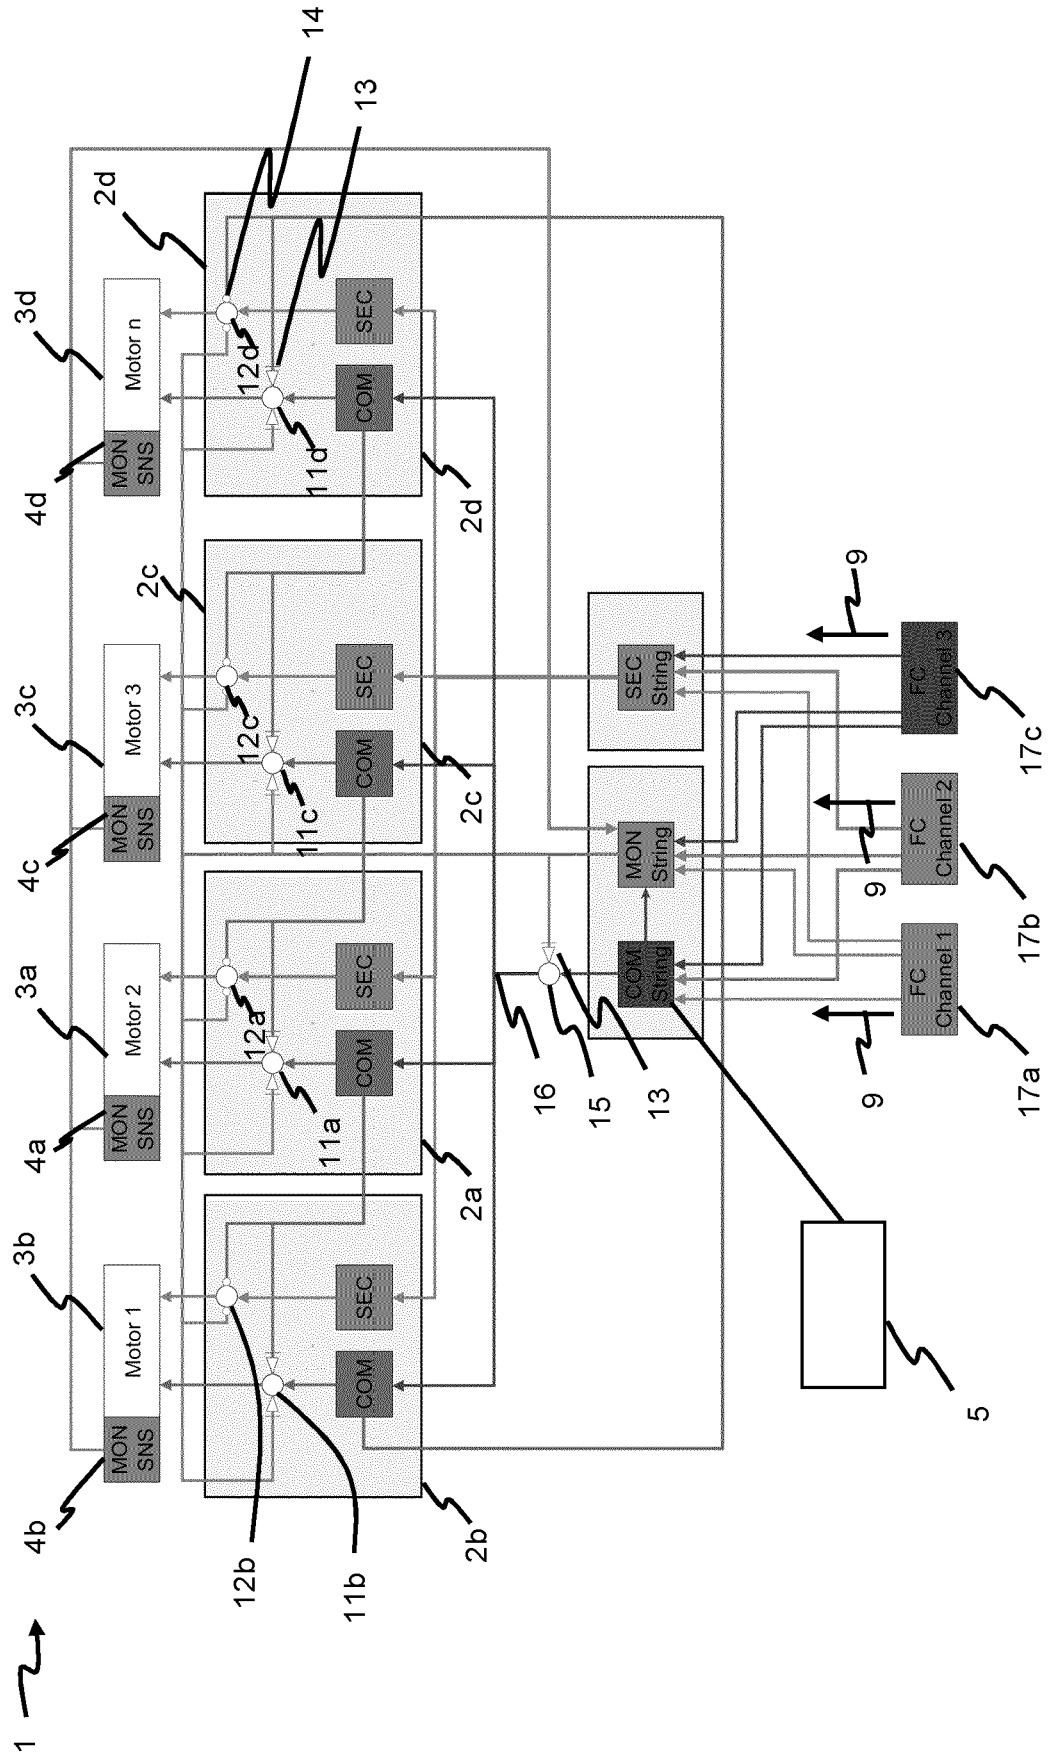 1
4b
3b
4a
3a
4c
3c
4d
3d
2d
14
13
MON
SNS
Motor 1
MON
SNS
Motor 2
MON
SNS
Motor 3
MON
SNS
Motor n
2c
12a
12c
12d
11a
11c
11d
COM
SEC
COM
SEC
COM
SEC
COM
SEC
12b
11b
2b
2a
2c
2d
16
15
13
COM
String
MON
String
SEC
String
9
9
9
FC
Channel 1
FC
Channel 2
FC
Channel 3
5
17a
17b
17c